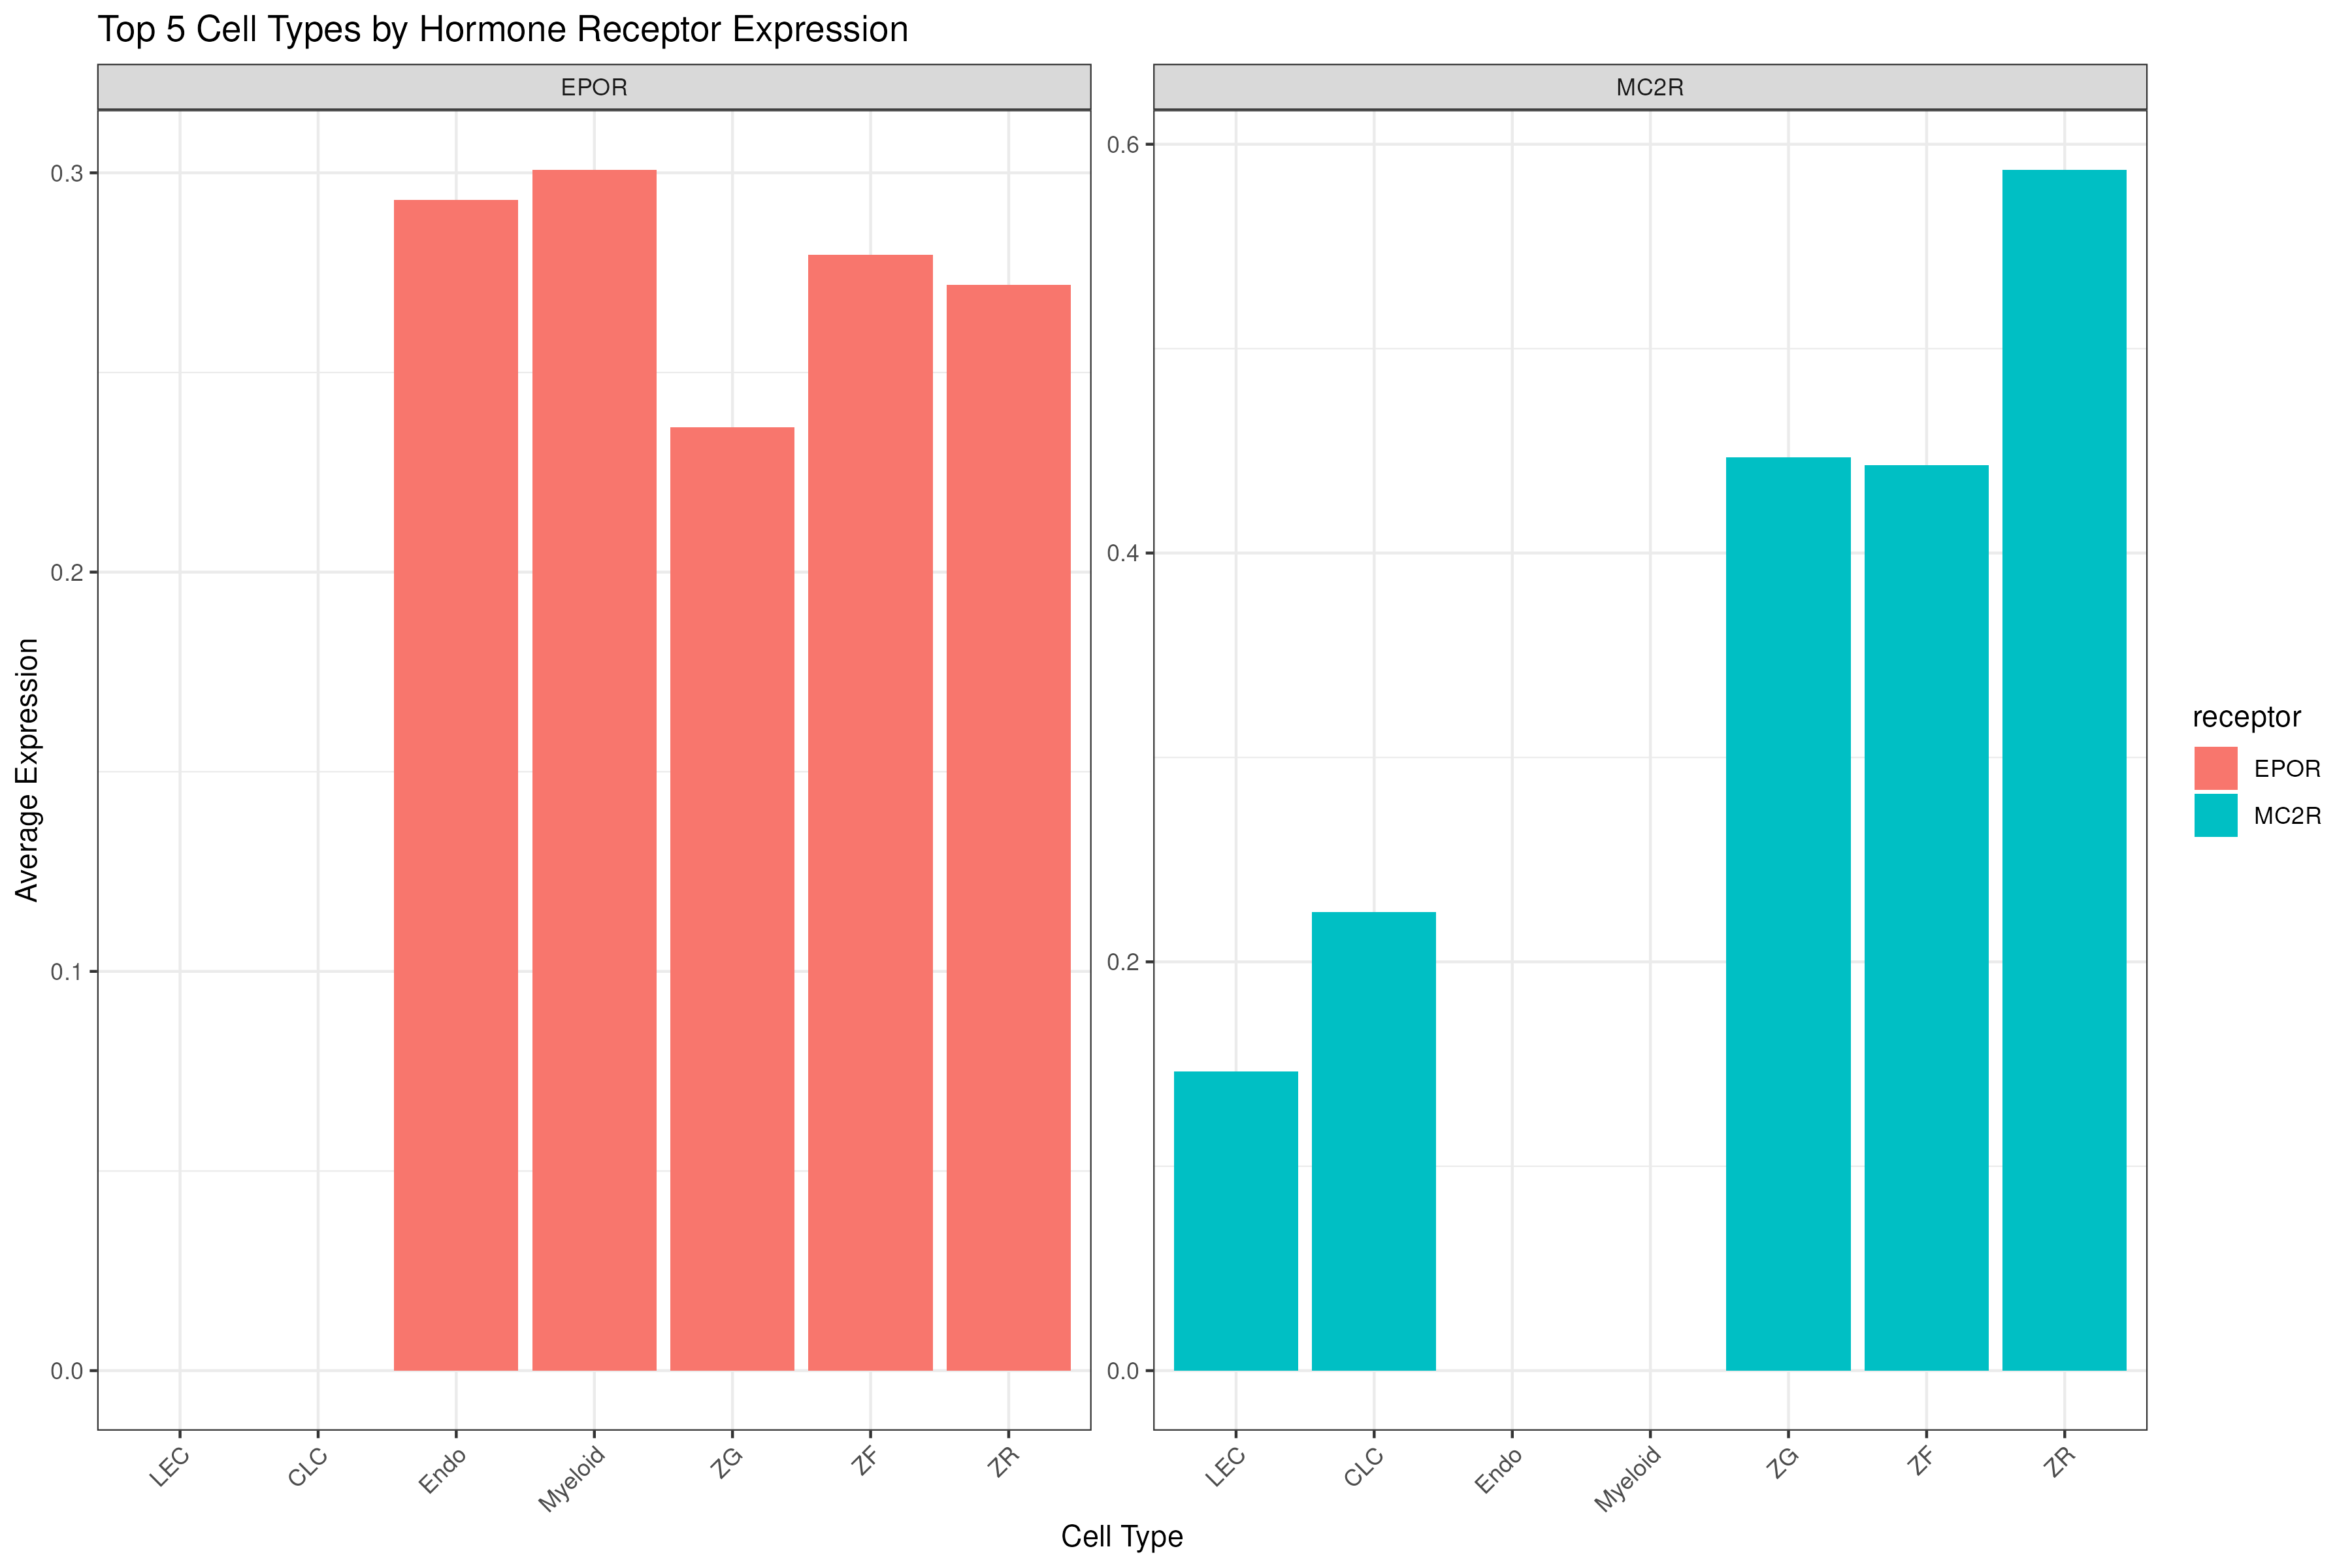 Top 5 Cell Types by Hormone Receptor Expression
EPOR
MC2R
Average Expression
0.3
0.2
0.1
0.0
0.6
0.4
0.2
0.0
LEC
CLC
Endo
Myeloid
ZG
ZF
ZR
LEC
CLC
Endo
Myeloid
ZG
ZF
ZR
Cell Type
receptor
EPOR
MC2R